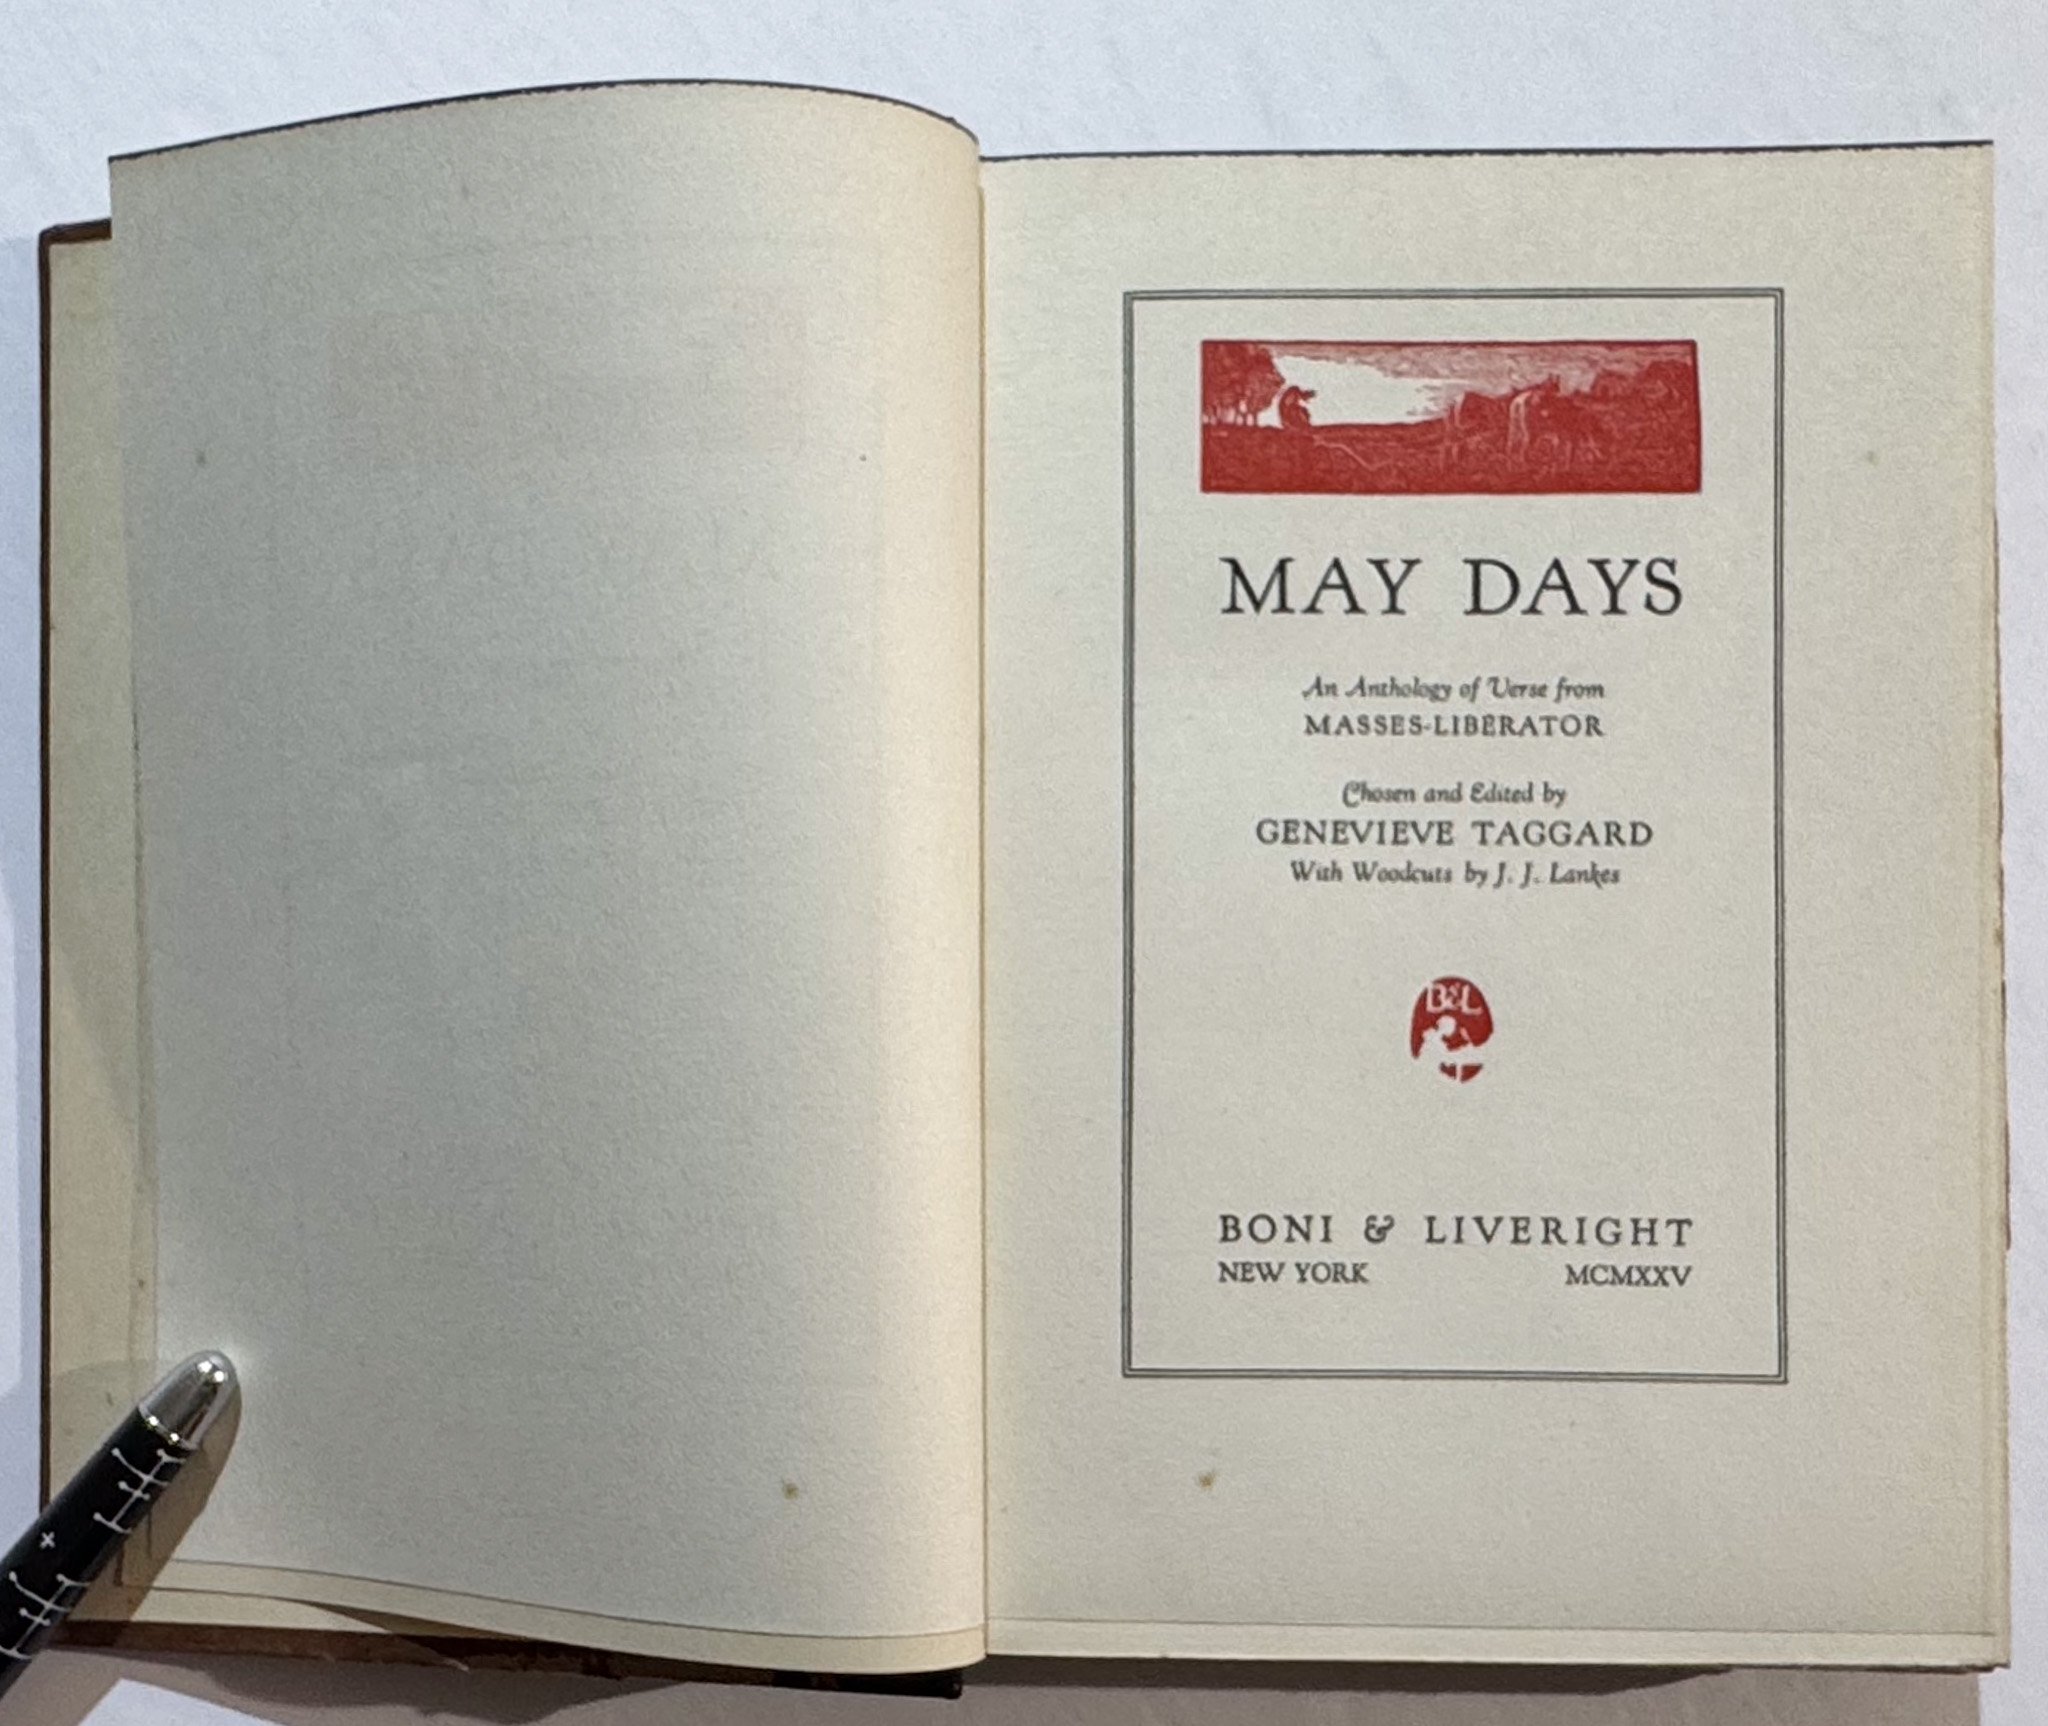 MAY DAYS
An Anthology of Verse from
MASSES-LIBERATOR
Chosen and Edited by
GENEVIEVE TAGGARD
With Woodcuts by J. J. Lankes
B&L
BONI & LIVERIGHT
NEW YORK MCMXXV